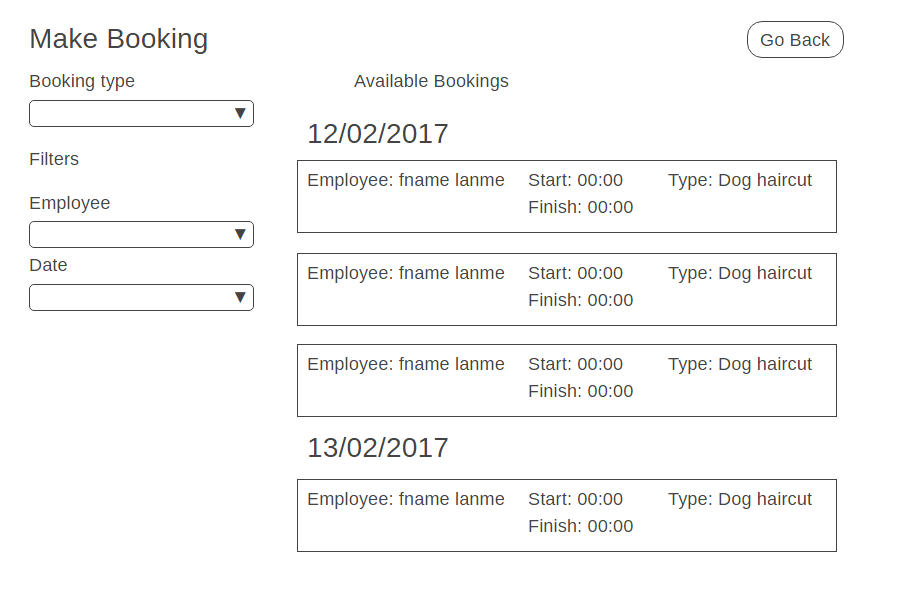 Make Booking
Go Back
Booking type
Available Bookings
▼
12/02/2017
Filters
Employee: fname lanme Start: 00:00 Type: Dog haircut
Finish: 00:00
Employee
▼
Date
Employee: fname lanme Start: 00:00 Type: Dog haircut
Finish: 00:00
▼
Employee: fname lanme Start: 00:00 Type: Dog haircut
Finish: 00:00
13/02/2017
Employee: fname lanme Start: 00:00 Type: Dog haircut
Finish: 00:00